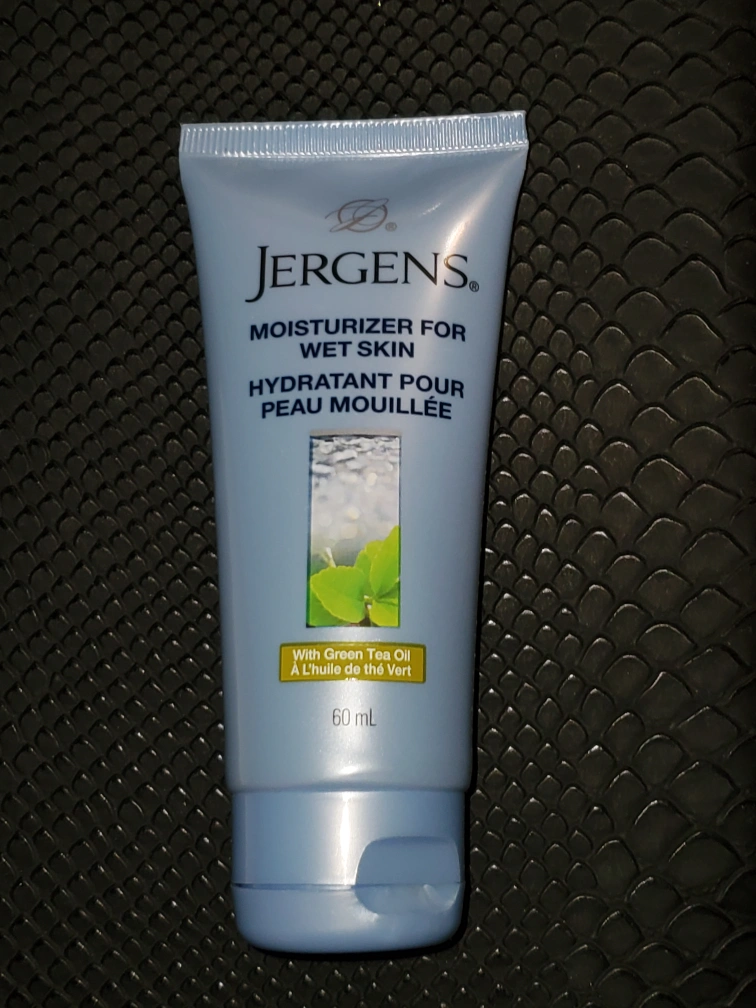 JERGENS®
MOISTURIZER FOR
WET SKIN
HYDRATANT POUR
PEAU MOUILLÉE
With Green Tea Oil
À L'huile de thé Vert
60 mL